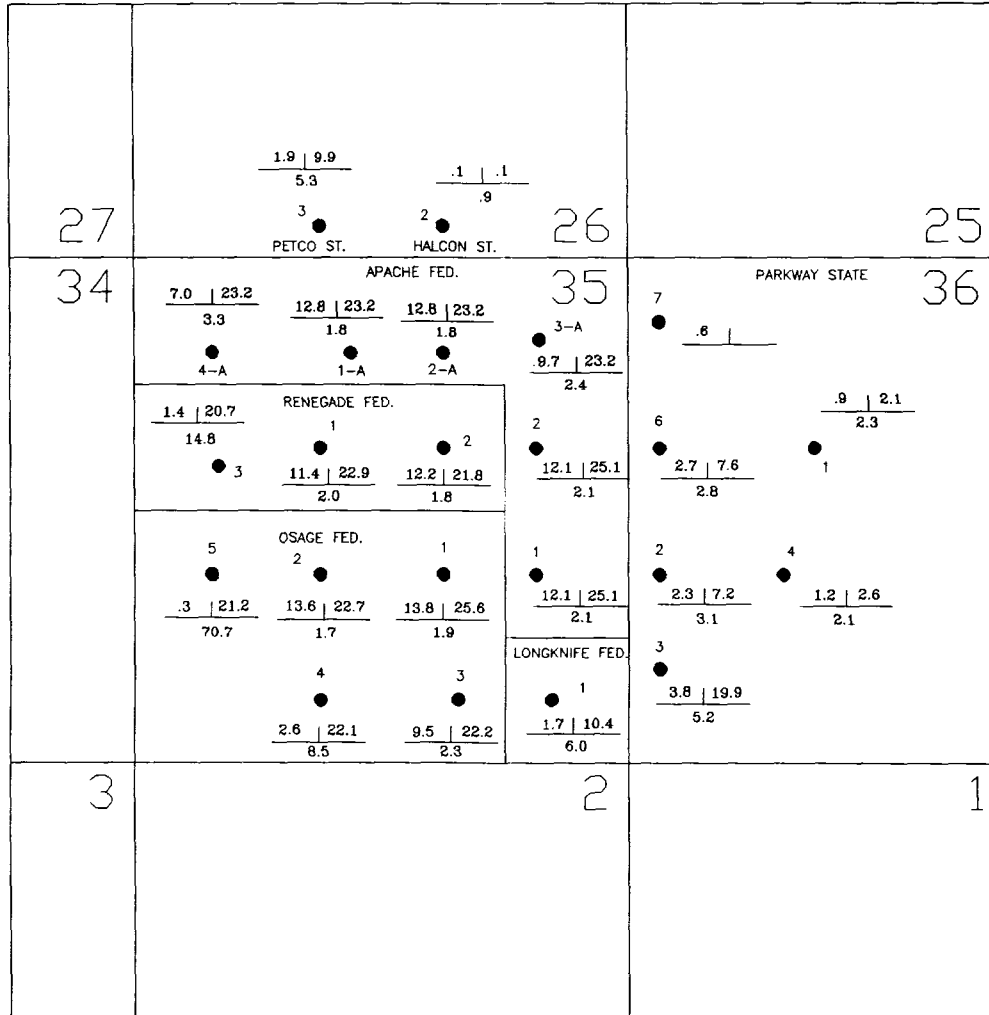 1.9 | 9.9
5.3
3
PETCO ST.
.1 | .1
.9
2
HALCON ST.
27
26
25
34
35
36
APACHE FED.
PARKWAY STATE
7.0 | 23.2
3.3
4-A
12.8 | 23.2
1.8
1-A
12.8 | 23.2
1.8
2-A
3-A
.9.7 | 23.2
2.4
7
.6 |
RENEGADE FED.
1.4 | 20.7
14.8
3
1
11.4 | 22.9
2.0
2
12.2 | 21.8
1.8
2
12.1 | 25.1
2.1
6
2.7 | 7.6
2.8
.9 | 2.1
2.3
1
OSAGE FED.
5
.3 | 21.2
70.7
2
13.6 | 22.7
1.7
1
13.8 | 25.6
1.9
1
12.1 | 25.1
2.1
2
2.3 | 7.2
3.1
4
1.2 | 2.6
2.1
LONGKNIFE FED.
4
2.6 | 22.1
8.5
3
9.5 | 22.2
2.3
1
1.7 | 10.4
6.0
3
3.8 | 19.9
5.2
3
2
1